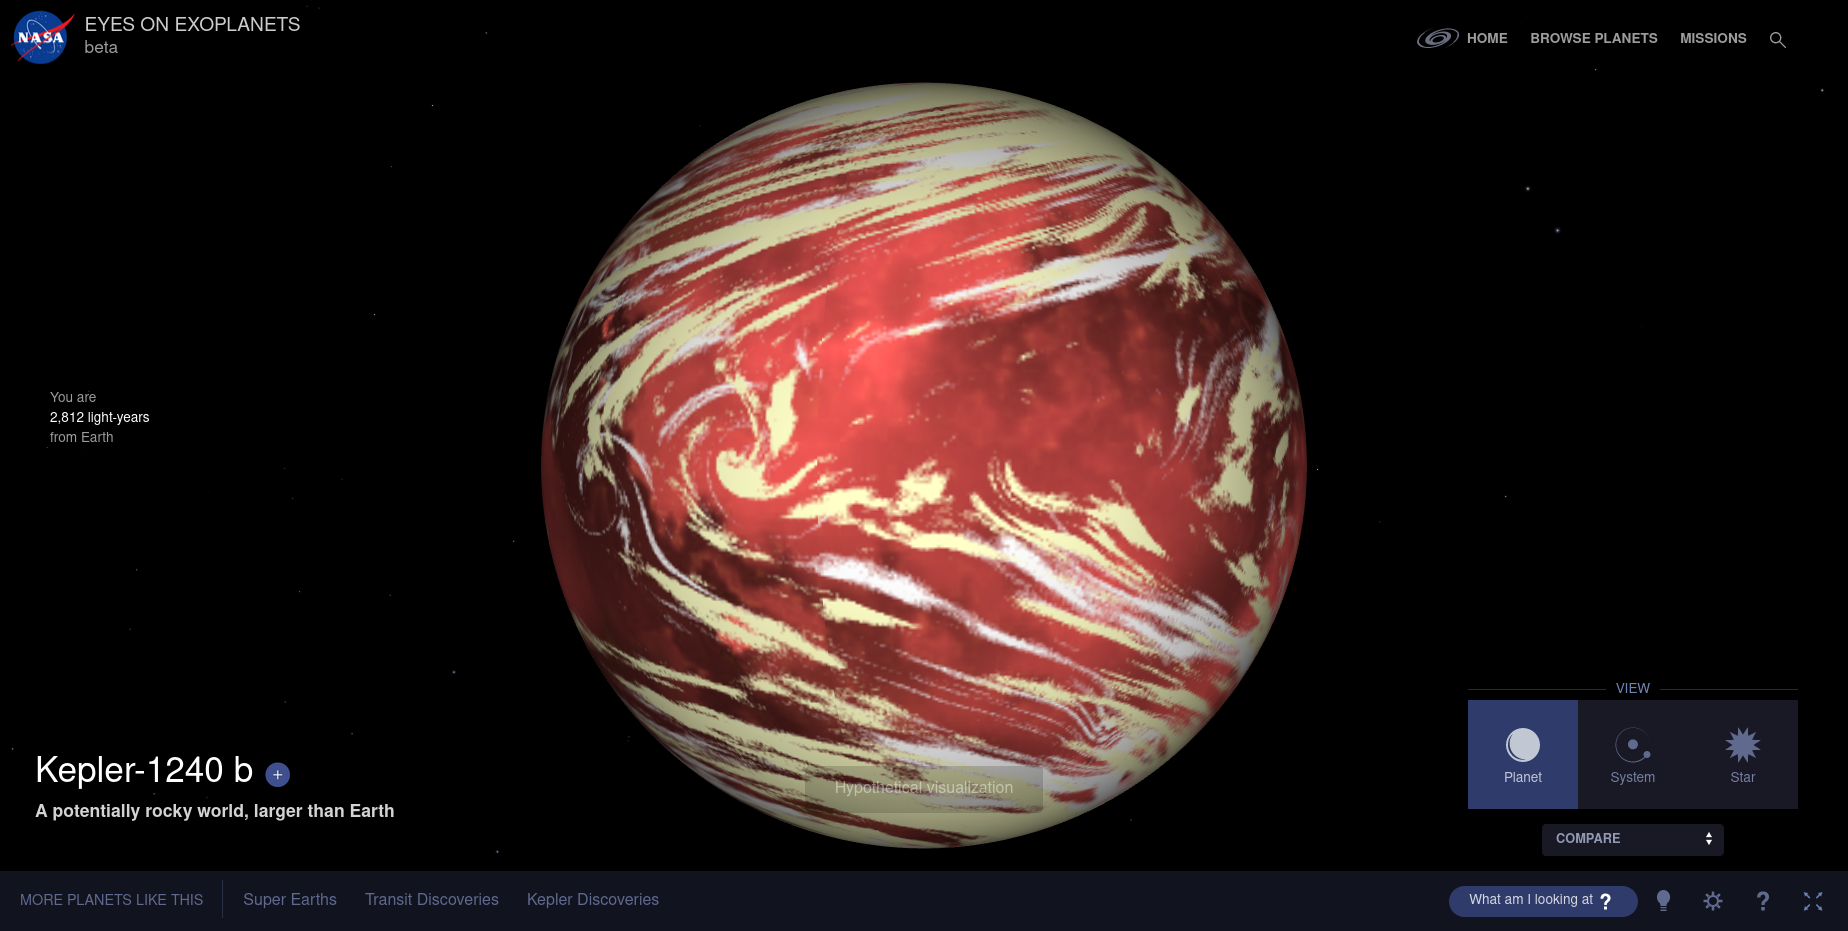 NASA
EYES ON EXOPLANETS
beta
HOME
BROWSE PLANETS
MISSIONS
You are
2,812 light-years
from Earth
Kepler-1240 b +
A potentially rocky world, larger than Earth
Hypothetical visualization
VIEW
Planet
System
Star
COMPARE
MORE PLANETS LIKE THIS
Super Earths
Transit Discoveries
Kepler Discoveries
What am I looking at ?
?